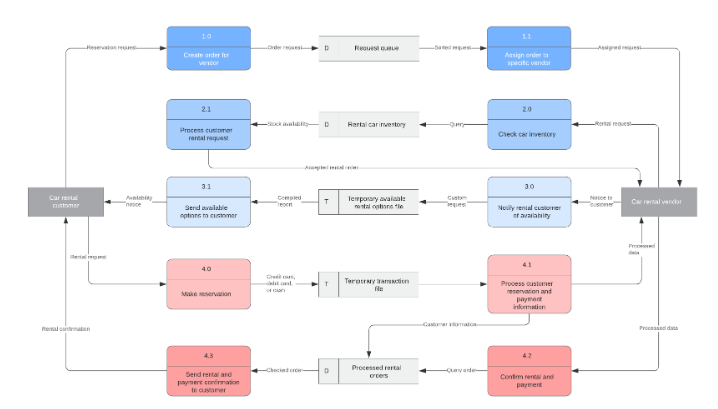 1.0
1.1
Reservation request
Create order for
vendor
Order request
D
Request queue
Sorted request
Assign order to
specific vendor
Assigned request
2.1
2.0
Process customer
rental request
Stock availability
D
Rental car inventory
Query
Check car inventory
Rental request
Accepted rental order
3.1
3.0
Car rental
customer
Availability
notice
Send available
options to customer
Compiled
report
T
Temporary available
rental options file
Custom
request
Notify rental customer
of availability
Notice to
customer
Car rental vendor
Rental request
Processed
data
4.0
4.1
Make reservation
Credit card,
debit card,
or cash
T
Temporary transaction
file
Process customer
reservation and
payment
information
Rental confirmation
Customer information
Processed data
4.3
4.2
Send rental and
payment confirmation
to customer
Checked order
D
Processed rental
orders
Query order
Confirm rental and
payment